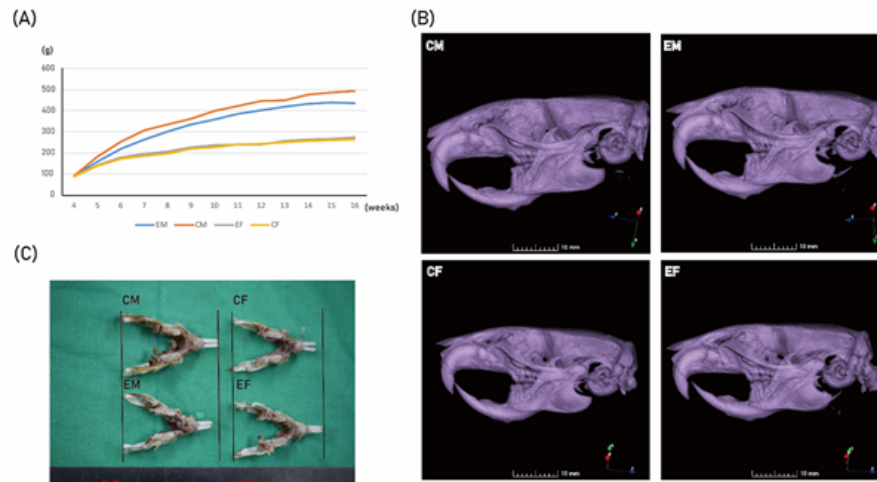 (A)
(g)
600
500
400
300
200
100
0
4 5 6 7 8 9 10 11 12 13 14 15 16 (weeks)
EM CM EF CF
(B)
CM
10 mm
EM
10 mm
CF
10 mm
EF
10 mm
(C)
CM CF
EM EF